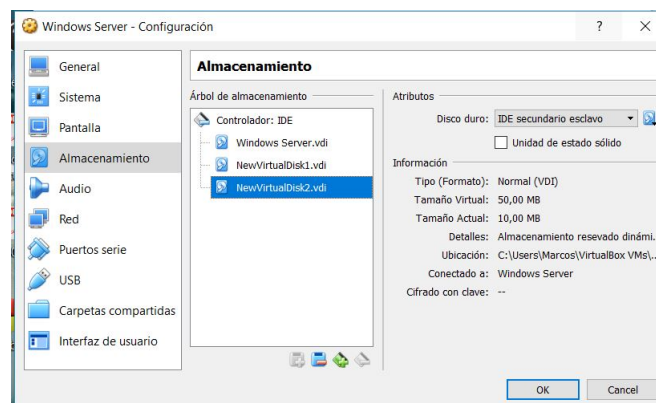 Windows Server - Configuración
General
Sistema
Pantalla
Almacenamiento
Audio
Red
Puertos serie
USB
Carpetas compartidas
Interfaz de usuario
Almacenamiento
Árbol de almacenamiento
Controlador: IDE
Windows Server.vdi
NewVirtualDisk1.vdi
NewVirtualDisk2.vdi
Atributos
Disco duro: IDE secundario esclavo
Unidad de estado sólido
Información
Tipo (Formato): Normal (VDI)
Tamaño Virtual: 50,00 MB
Tamaño Actual: 10,00 MB
Detalles: Almacenamiento resevado dinámi...
Ubicación: C:\Users\Marcos\VirtualBox VMs\...
Conectado a: Windows Server
Cifrado con clave: --
OK Cancel